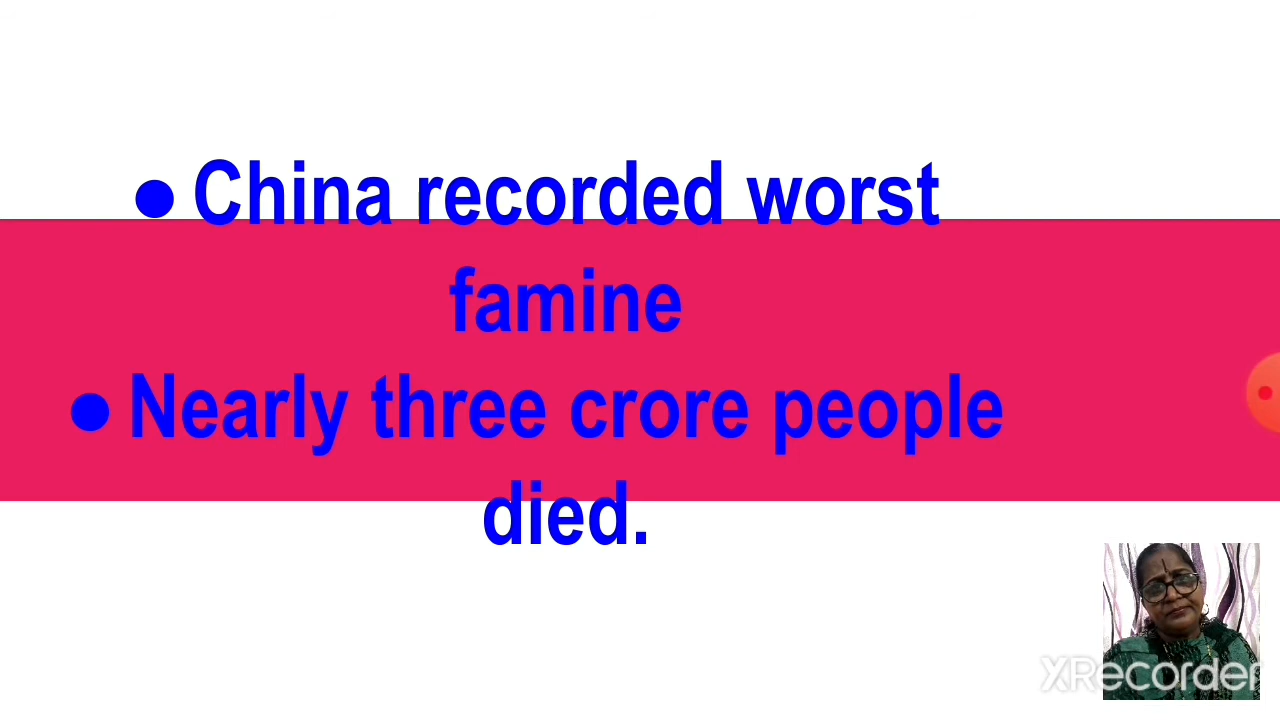 ● China recorded worst
famine
● Nearly three crore people
died.
XRecorder